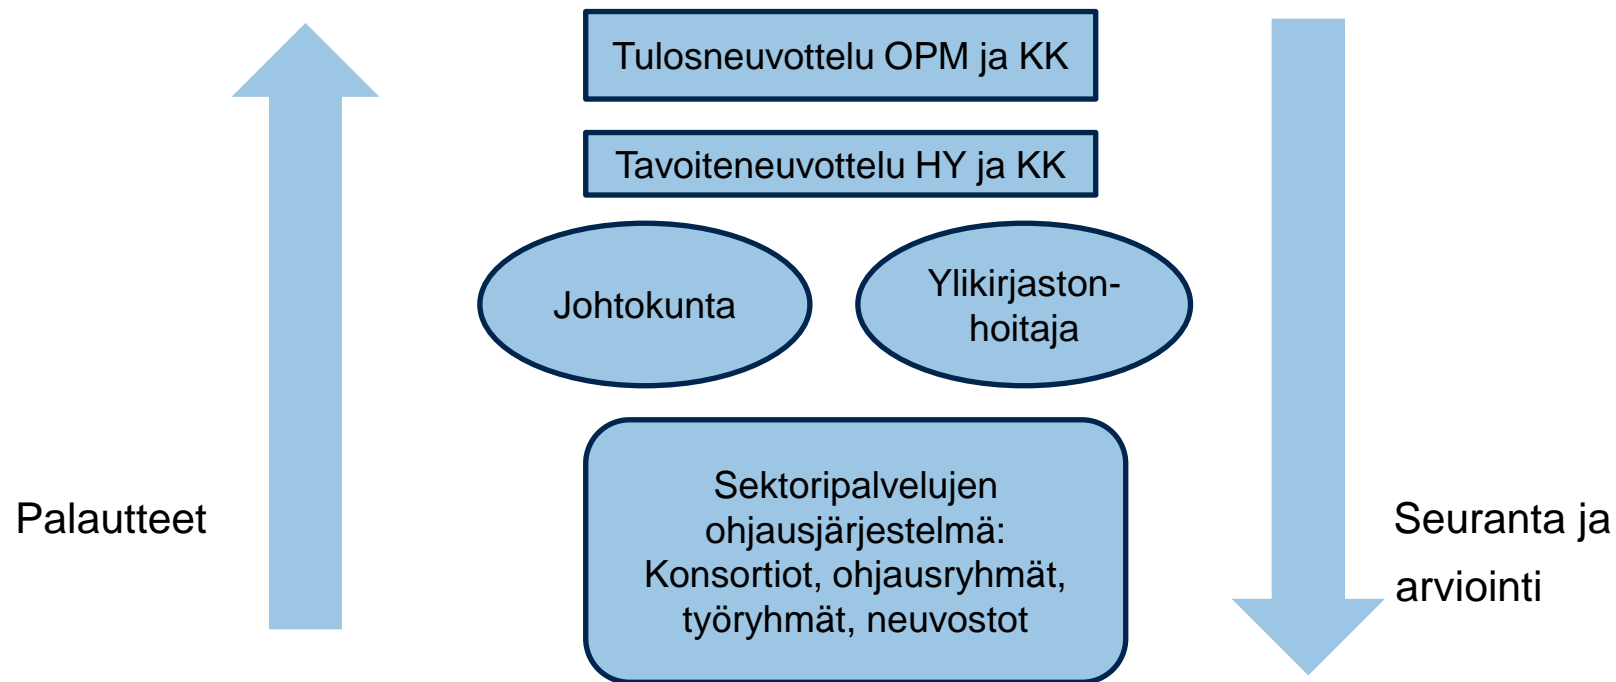 Tulosneuvottelu OPM ja KK
Tavoiteneuvottelu HY ja KK
Johtokunta
Ylikirjaston-
hoitaja
Sektoripalvelujen
ohjausjärjestelmä:
Konsortiot, ohjausryhmät,
työryhmät, neuvostot
Palautteet
Seuranta ja
arviointi